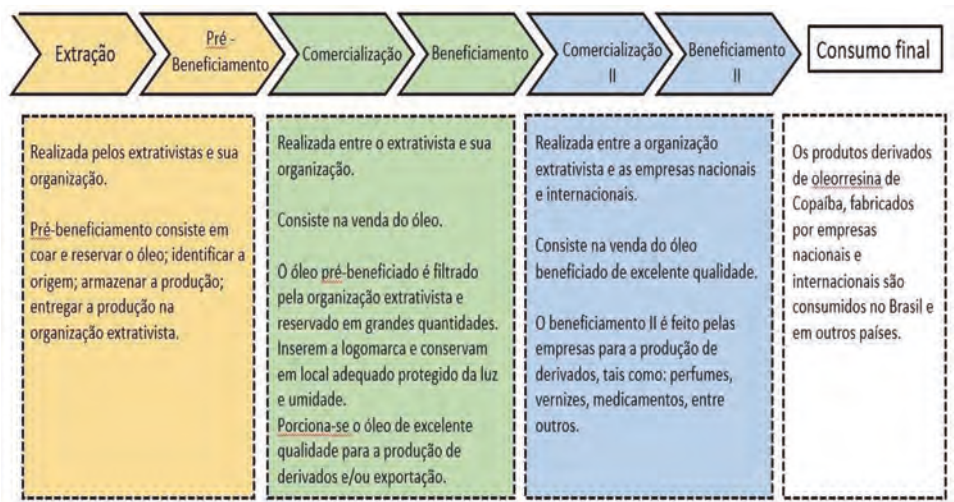 Extração
Pré -
Beneficiamento
Comercialização
Beneficiamento
Comercialização
II
Beneficiamento
II
Consumo final
Realizada pelos extrativistas e sua
organização.
Pré-beneficiamento consiste em
coar e reservar o óleo; identificar a
origem; armazenar a produção;
entregar a produção na
organização extrativista.
Realizada entre o extrativista e sua
organização.
Consiste na venda do óleo.
O óleo pré-beneficiado é filtrado
pela organização extrativista e
reservado em grandes quantidades.
Inserem a logomarca e conservam
em local adequado protegido da luz
e umidade.
Porciona-se o óleo de excelente
qualidade para a produção de
derivados e/ou exportação.
Realizada entre a organização
extrativista e as empresas nacionais
e internacionais.
Consiste na venda do óleo
beneficiado de excelente qualidade.
O beneficiamento II é feito pelas
empresas para a produção de
derivados, tais como: perfumes,
vernizes, medicamentos, entre
outros.
Os produtos derivados
de oleorresina de
Copaíba, fabricados
por empresas
nacionais e
internacionais são
consumidos no Brasil e
em outros países.